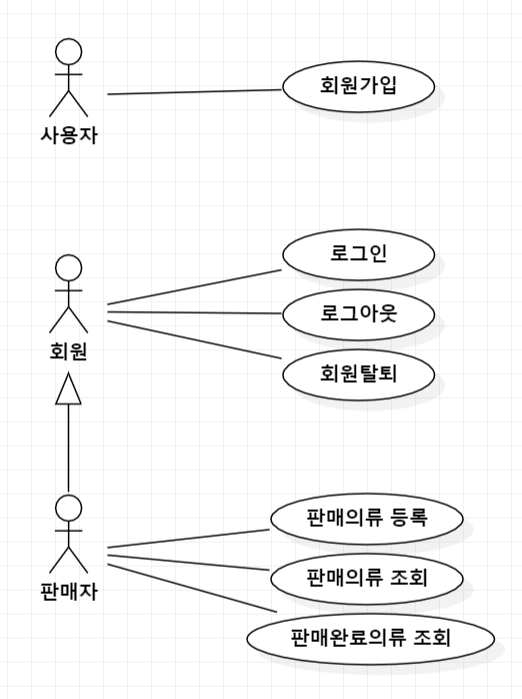 회원가입
사용자
로그인
로그아웃
회원
회원탈퇴
판매의류 등록
판매의류 조회
판매자
판매완료의류 조회